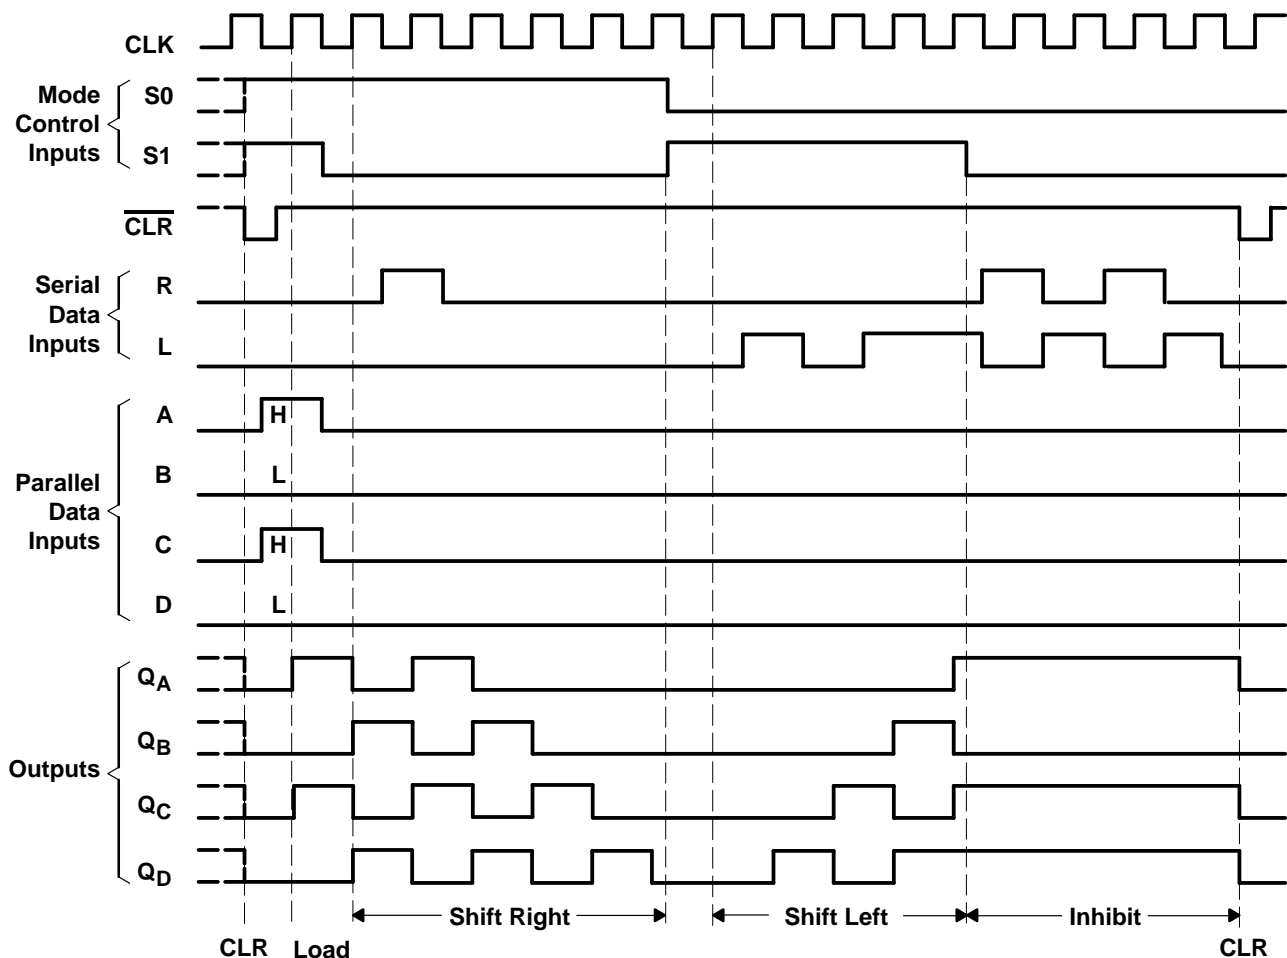 CLK
Mode
Control
Inputs
S0
S1
CLR
Serial
Data
Inputs
R
L
Parallel
Data
Inputs
A
H
B
L
C
H
D
L
Outputs
QA
QB
QC
QD
Shift Right
Shift Left
Inhibit
CLR
Load
CLR